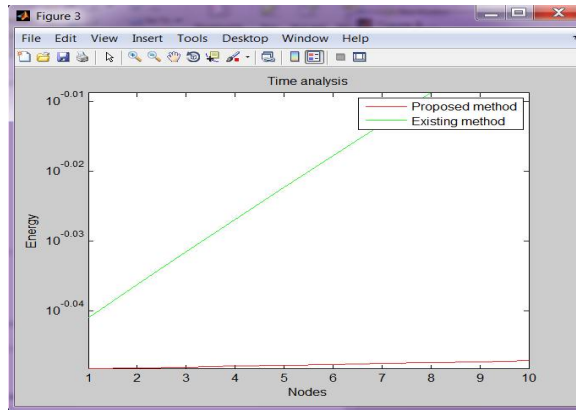 Figure 3
File Edit View Insert Tools Desktop Window Help
Time analysis
10^-0.01
10^-0.02
10^-0.03
10^-0.04
Energy
Proposed method
Existing method
1 2 3 4 5 6 7 8 9 10
Nodes